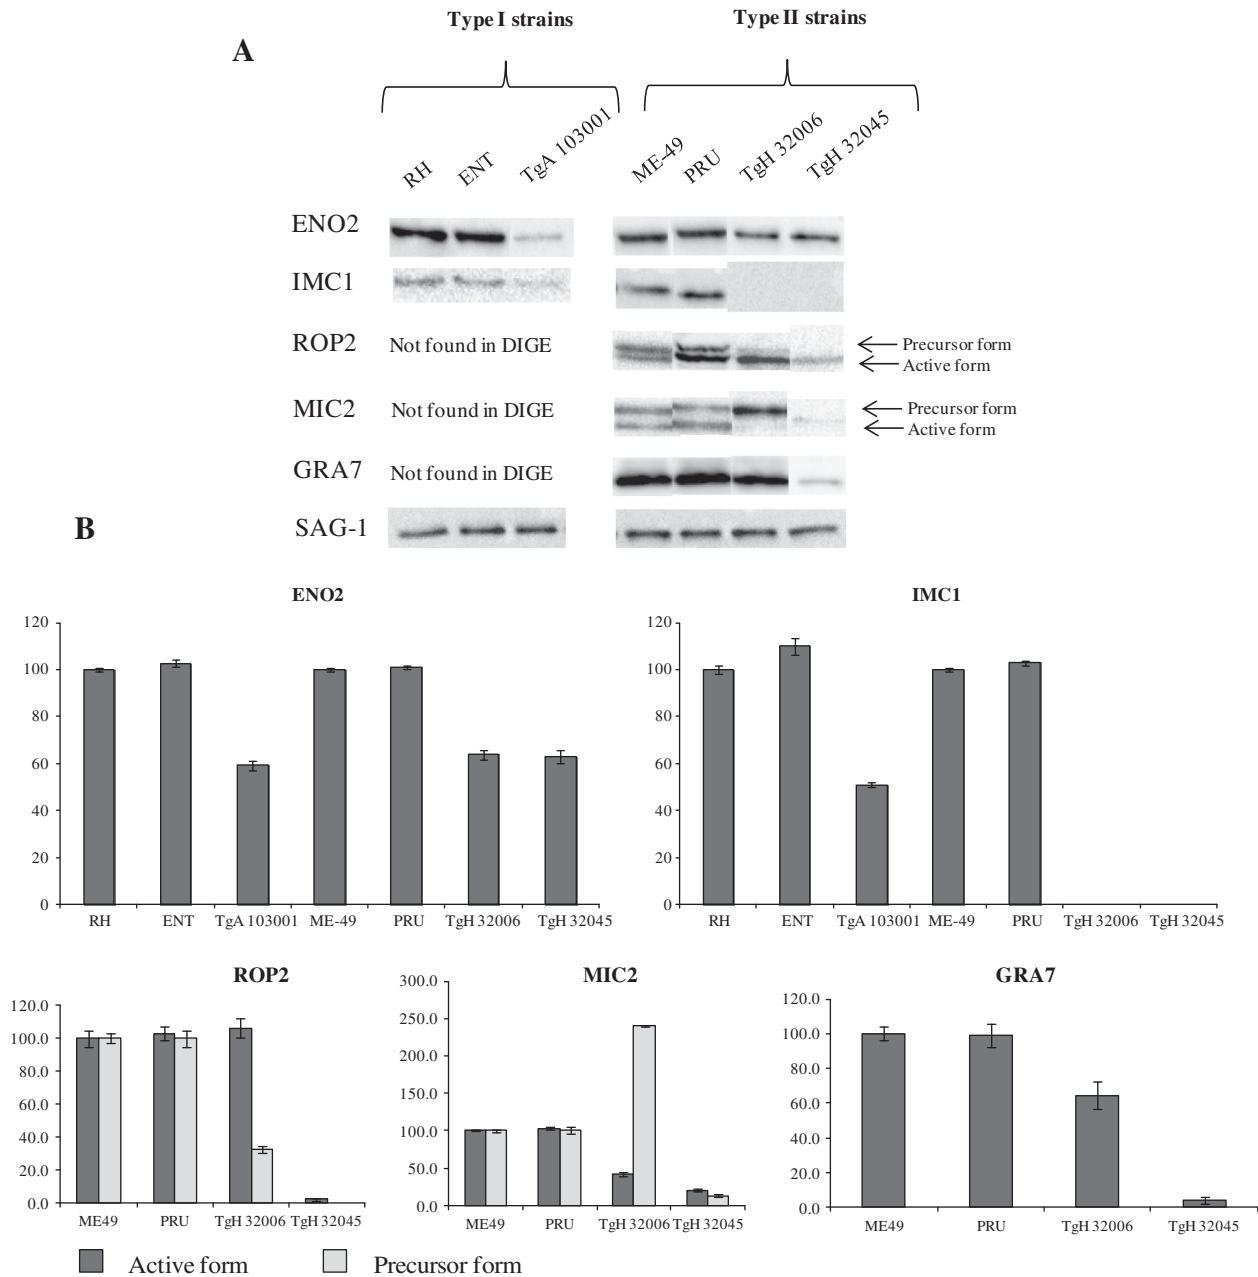 Type I strains
Type II strains
A
RH
ENT
TgA 103001
ME-49
PRU
TgH 32006
TgH 32045
ENO2
IMC1
ROP2
Not found in DIGE
Precursor form
Active form
MIC2
Not found in DIGE
Precursor form
Active form
GRA7
Not found in DIGE
SAG-1
B
ENO2
120
100
80
60
40
20
0
RH
ENT
TgA 103001
ME-49
PRU
TgH 32006
TgH 32045
IMC1
120
100
80
60
40
20
0
RH
ENT
TgA 103001
ME-49
PRU
TgH 32006
TgH 32045
ROP2
120.0
100.0
80.0
60.0
40.0
20.0
0.0
ME49
PRU
TgH 32006
TgH 32045
MIC2
300.0
250.0
200.0
150.0
100.0
50.0
0.0
ME49
PRU
TgH 32006
TgH 32045
GRA7
120.0
100.0
80.0
60.0
40.0
20.0
0.0
ME49
PRU
TgH 32006
TgH 32045
Active form
Precursor form